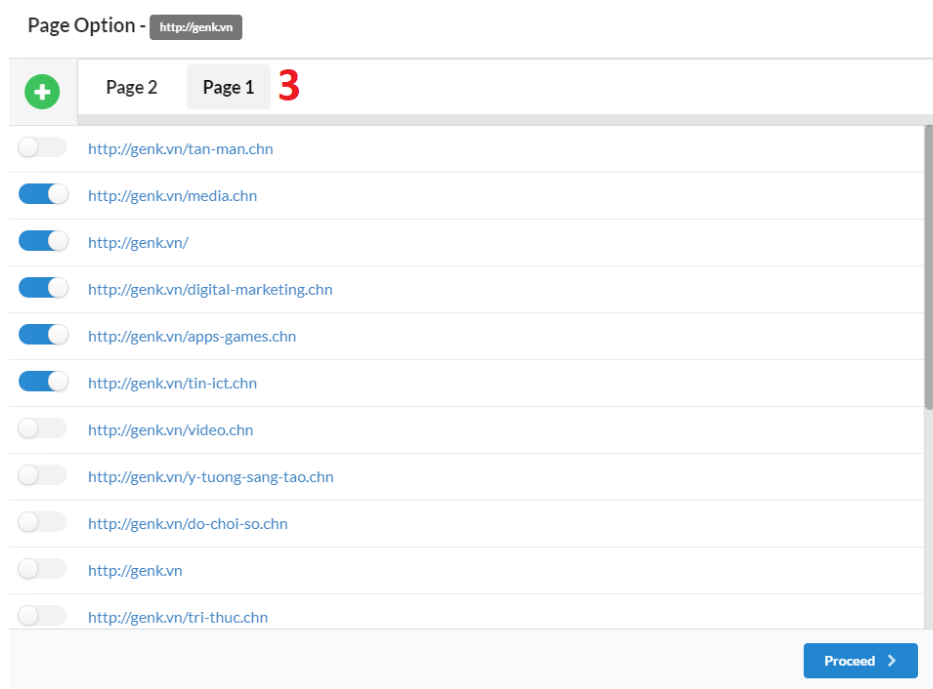 Page Option - http://genk.vn
Page 2 Page 1 3
http://genk.vn/tan-man.chn
http://genk.vn/media.chn
http://genk.vn/
http://genk.vn/digital-marketing.chn
http://genk.vn/apps-games.chn
http://genk.vn/tin-ict.chn
http://genk.vn/video.chn
http://genk.vn/y-tuong-sang-tao.chn
http://genk.vn/do-choi-so.chn
http://genk.vn
http://genk.vn/tri-thuc.chn
Proceed